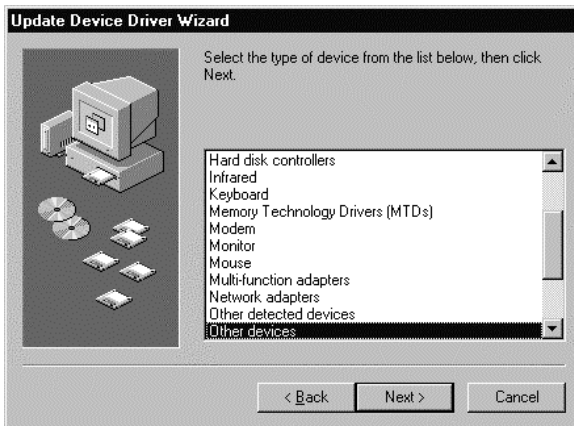 Update Device Driver Wizard
Select the type of device from the list below, then click
Next.
Hard disk controllers
Infrared
Keyboard
Memory Technology Drivers (MTDs)
Modem
Monitor
Mouse
Multi-function adapters
Network adapters
Other detected devices
Other devices
< Back
Next >
Cancel